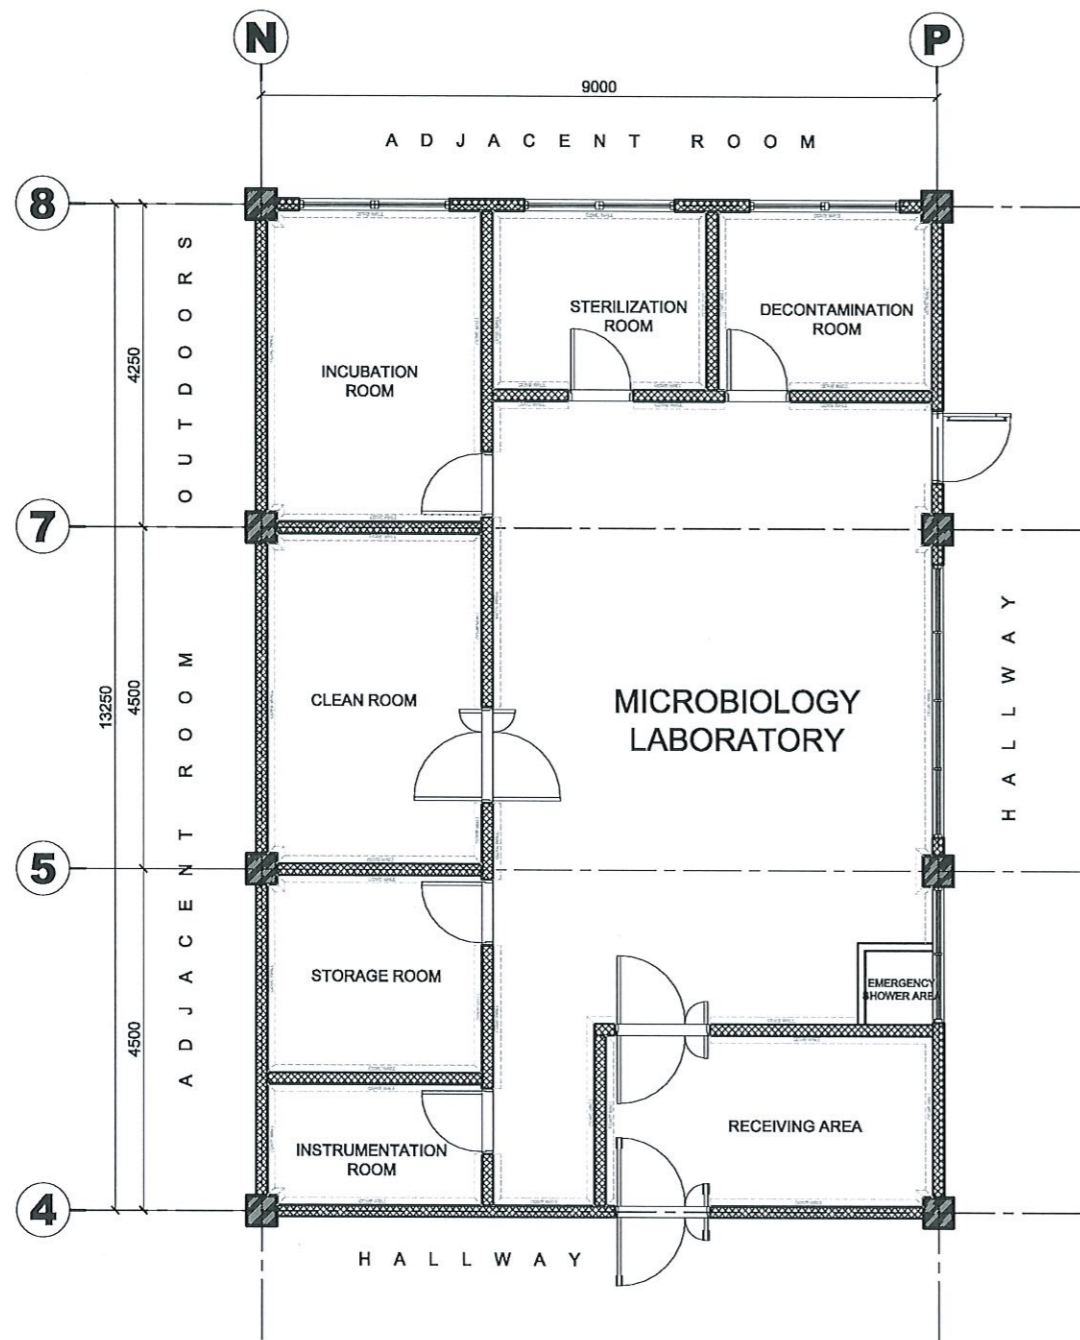 N
P
9000
ADJACENT ROOM
8
OUTDOORS
4250
STERILIZATION
ROOM
DECONTAMINATION
ROOM
INCUBATION
ROOM
7
13250
4500
ADJACENT ROOM
CLEAN ROOM
MICROBIOLOGY
LABORATORY
HALLWAY
5
4500
STORAGE ROOM
EMERGENCY
SHOWER AREA
RECEIVING AREA
INSTRUMENTATION
ROOM
4
HALLWAY